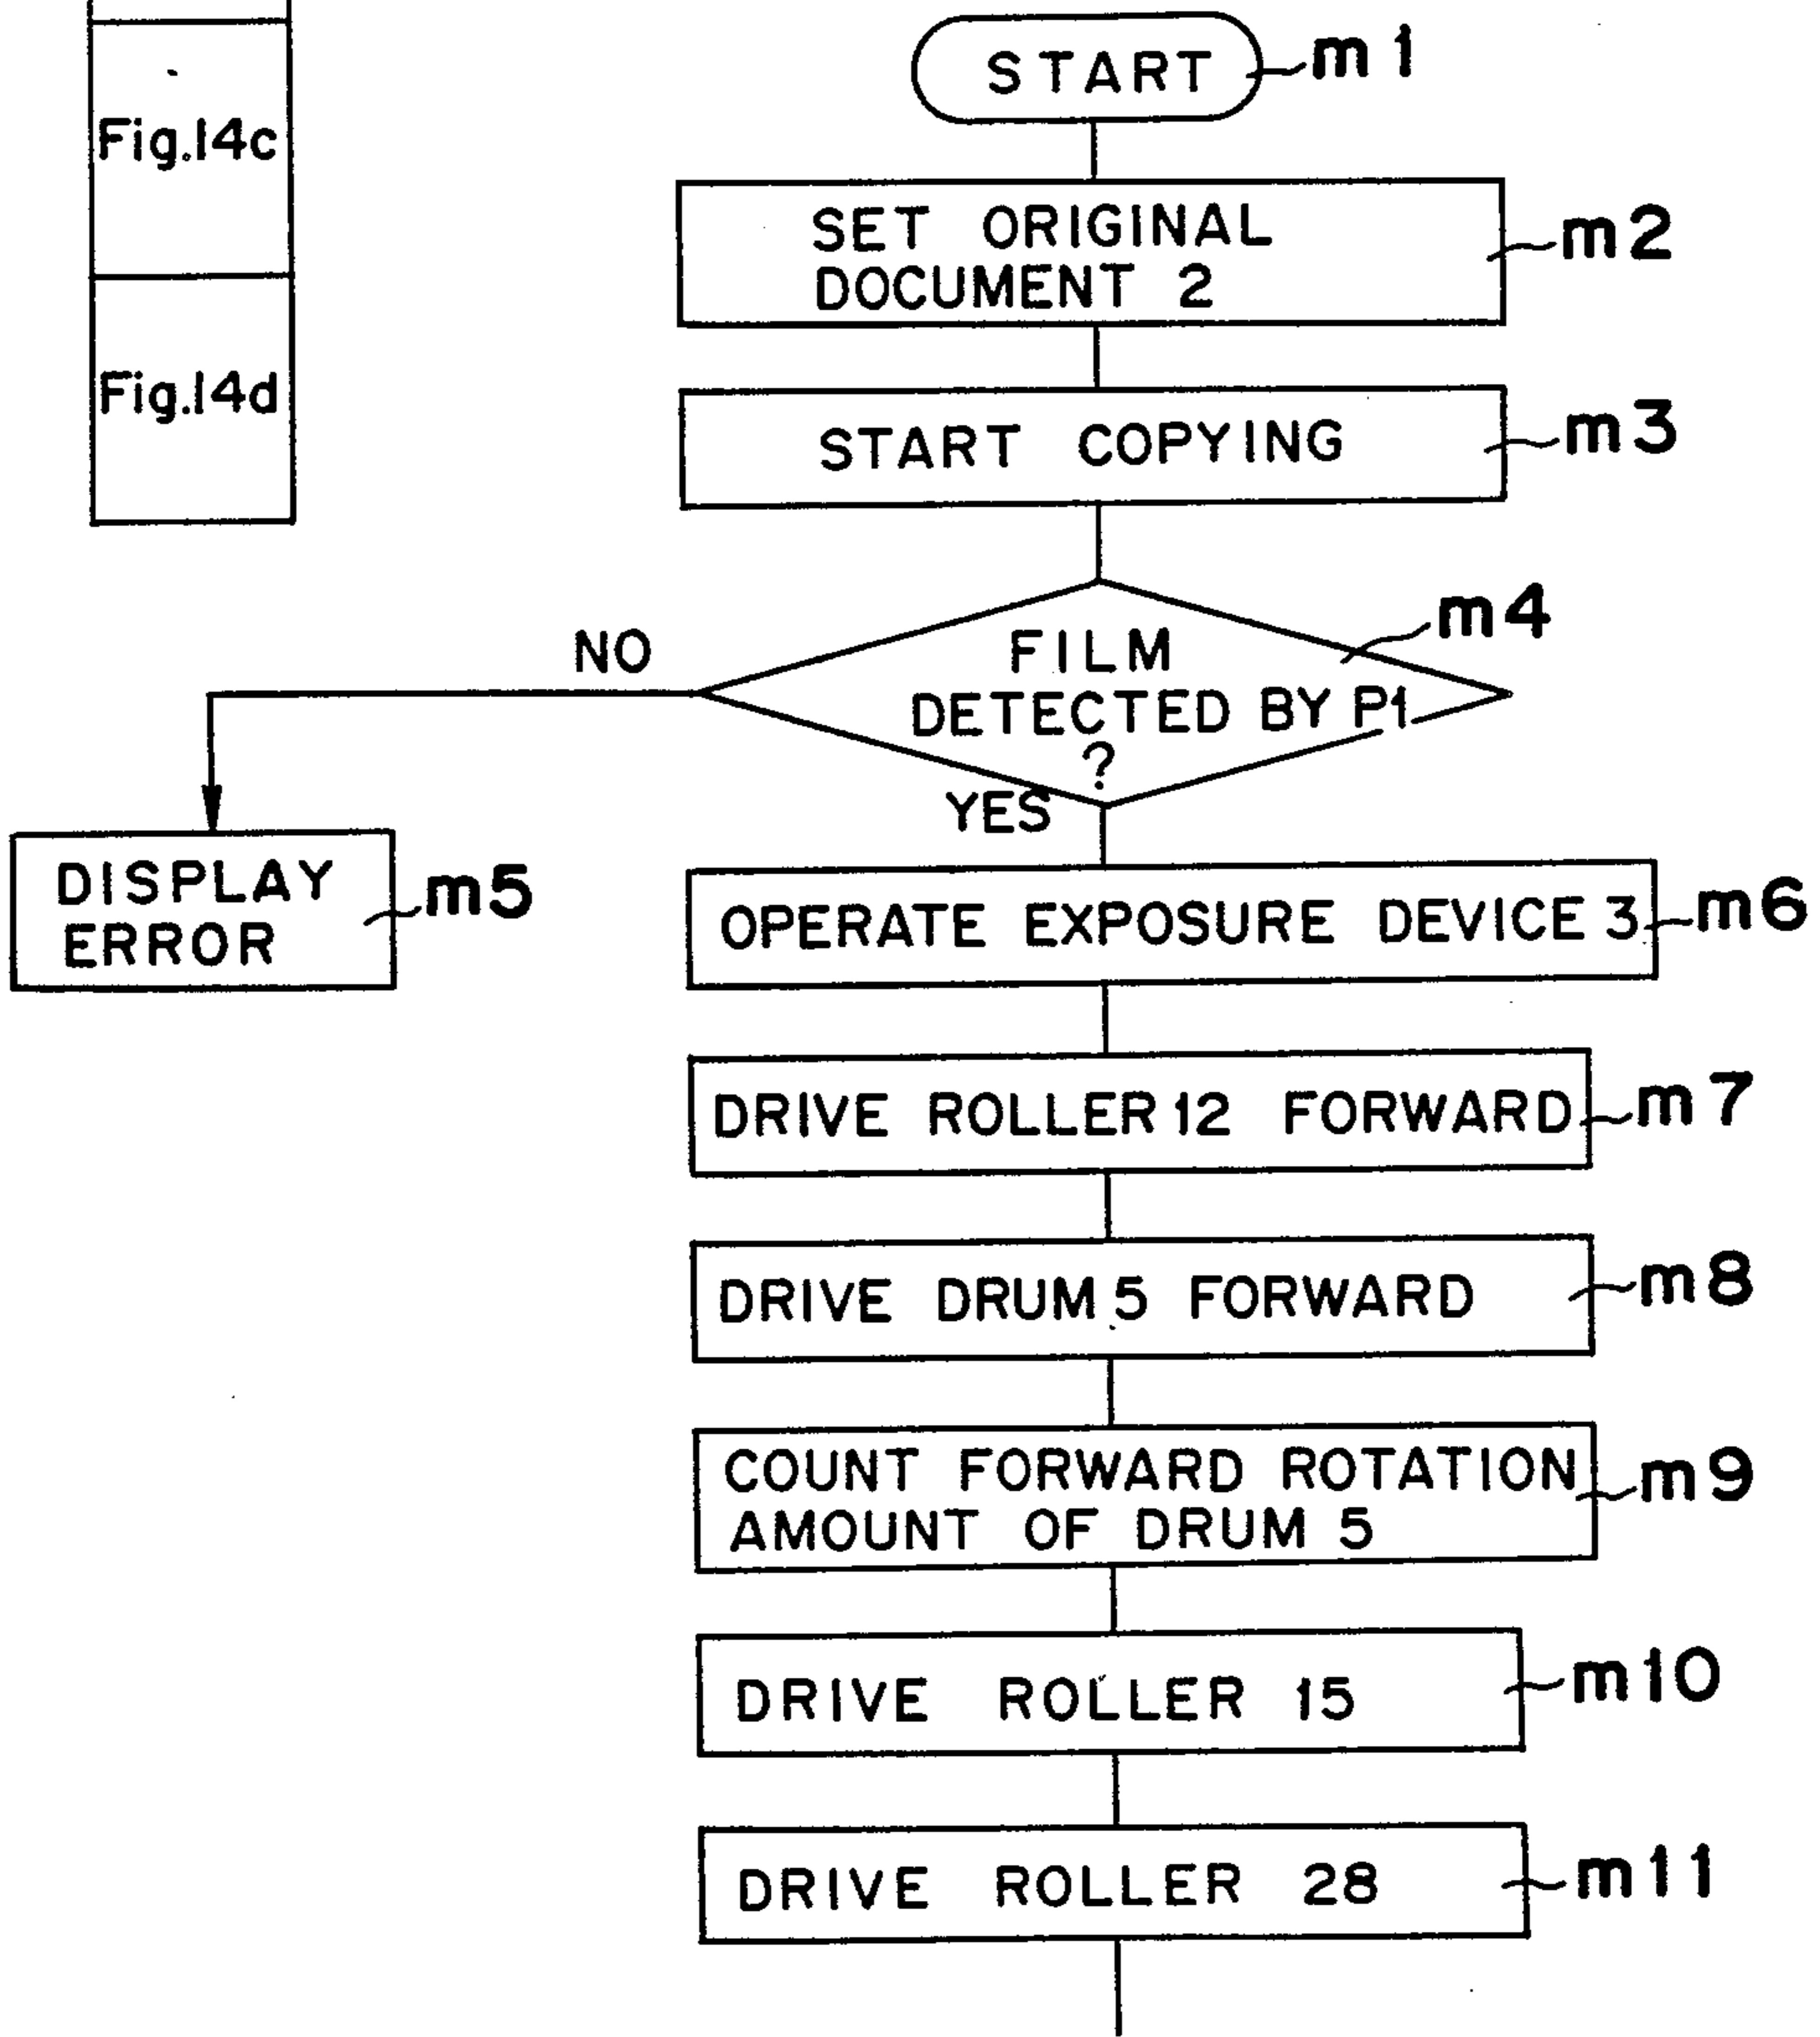 Fig.14c
Fig.14d
START
m1
SET ORIGINAL
DOCUMENT 2
m2
START COPYING
m3
FILM
DETECTED BY P1
?
m4
NO
YES
DISPLAY
ERROR
m5
OPERATE EXPOSURE DEVICE 3
m6
DRIVE ROLLER 12 FORWARD
m7
DRIVE DRUM 5 FORWARD
m8
COUNT FORWARD ROTATION
AMOUNT OF DRUM 5
m9
DRIVE ROLLER 15
m10
DRIVE ROLLER 28
m11